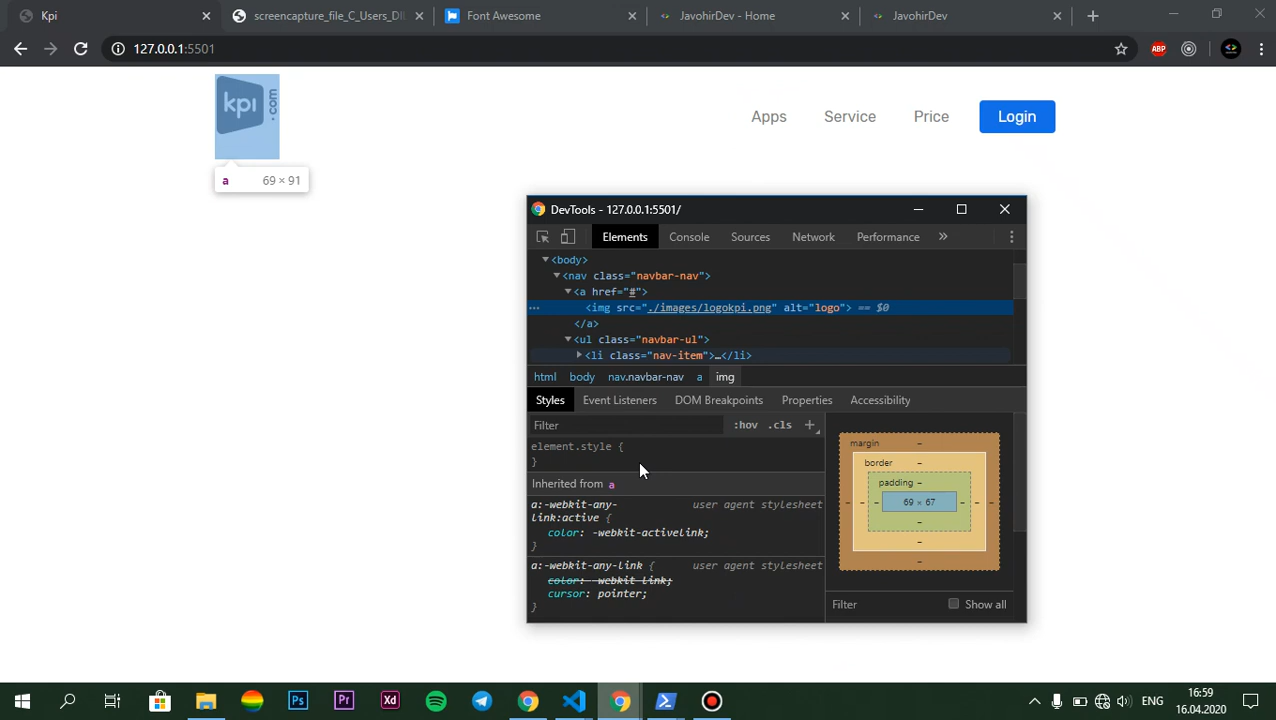 Kpi
screencapture_file_C_Users_DII
Font Awesome
JavohirDev - Home
JavohirDev
127.0.0.1:5501
ABP
kpi
.com
Apps
Service
Price
Login
a 69 × 91
DevTools - 127.0.0.1:5501/
Elements
Console
Sources
Network
Performance
»
▼<body>
▼<nav class="navbar-nav">
▼<a href="#">
<img src="./images/logokpi.png" alt="logo"> == $0
</a>
▼<ul class="navbar-ul">
▶<li class="nav-item">…</li>
html body nav.navbar-nav a img
Styles
Event Listeners
DOM Breakpoints
Properties
Accessibility
Filter
:hov .cls +
element.style {
}
Inherited from a
a:-webkit-any-link:active { user agent stylesheet
color: -webkit-activelink;
}
a:-webkit-any-link { user agent stylesheet
color: -webkit-link;
cursor: pointer;
}
margin –
border –
padding –
– – – 69 × 67 – – –
–
–
–
Filter
Show all
Ps
Pr
Xd
ENG
16:59
16.04.2020